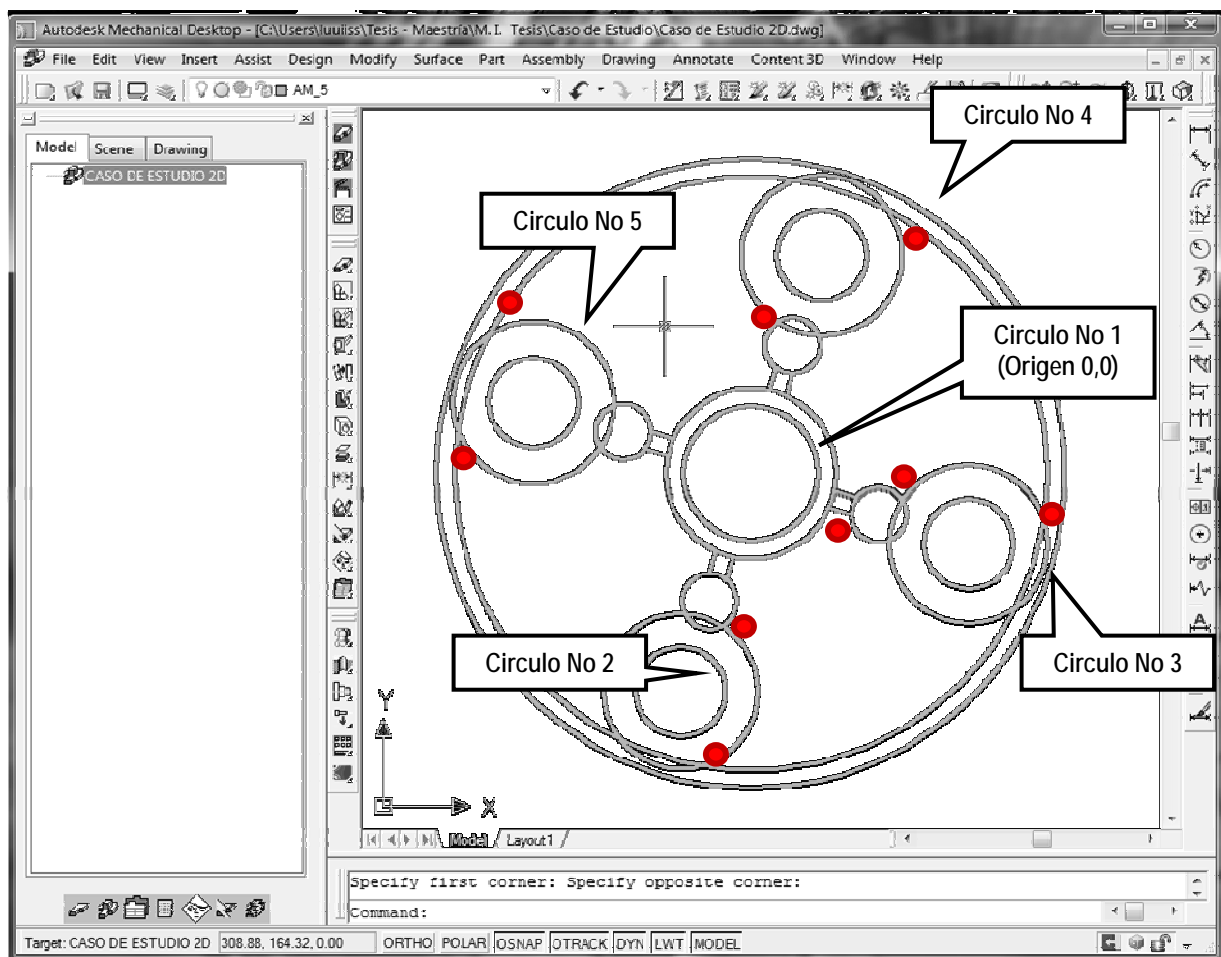 Autodesk Mechanical Desktop - [C:\Users\luuiiss\Tesis - Maestría\M. I. Tesis\Caso de Estudio\Caso de Estudio 2D.dwg]
File Edit View Insert Assist Design Modify Surface Part Assembly Drawing Annotate Content 3D Window Help
AM_5
Model Scene Drawing
CASO DE ESTUDIO 2D
Circulo No 4
Circulo No 5
Circulo No 1
(Origen 0,0)
Circulo No 2
Circulo No 3
Y
X
Model Layout1
Specify first corner: Specify opposite corner:
Command:
Target: CASO DE ESTUDIO 2D 308.88, 164.32, 0.00 ORTHO POLAR OSNAP OTRACK DYN LWT MODEL